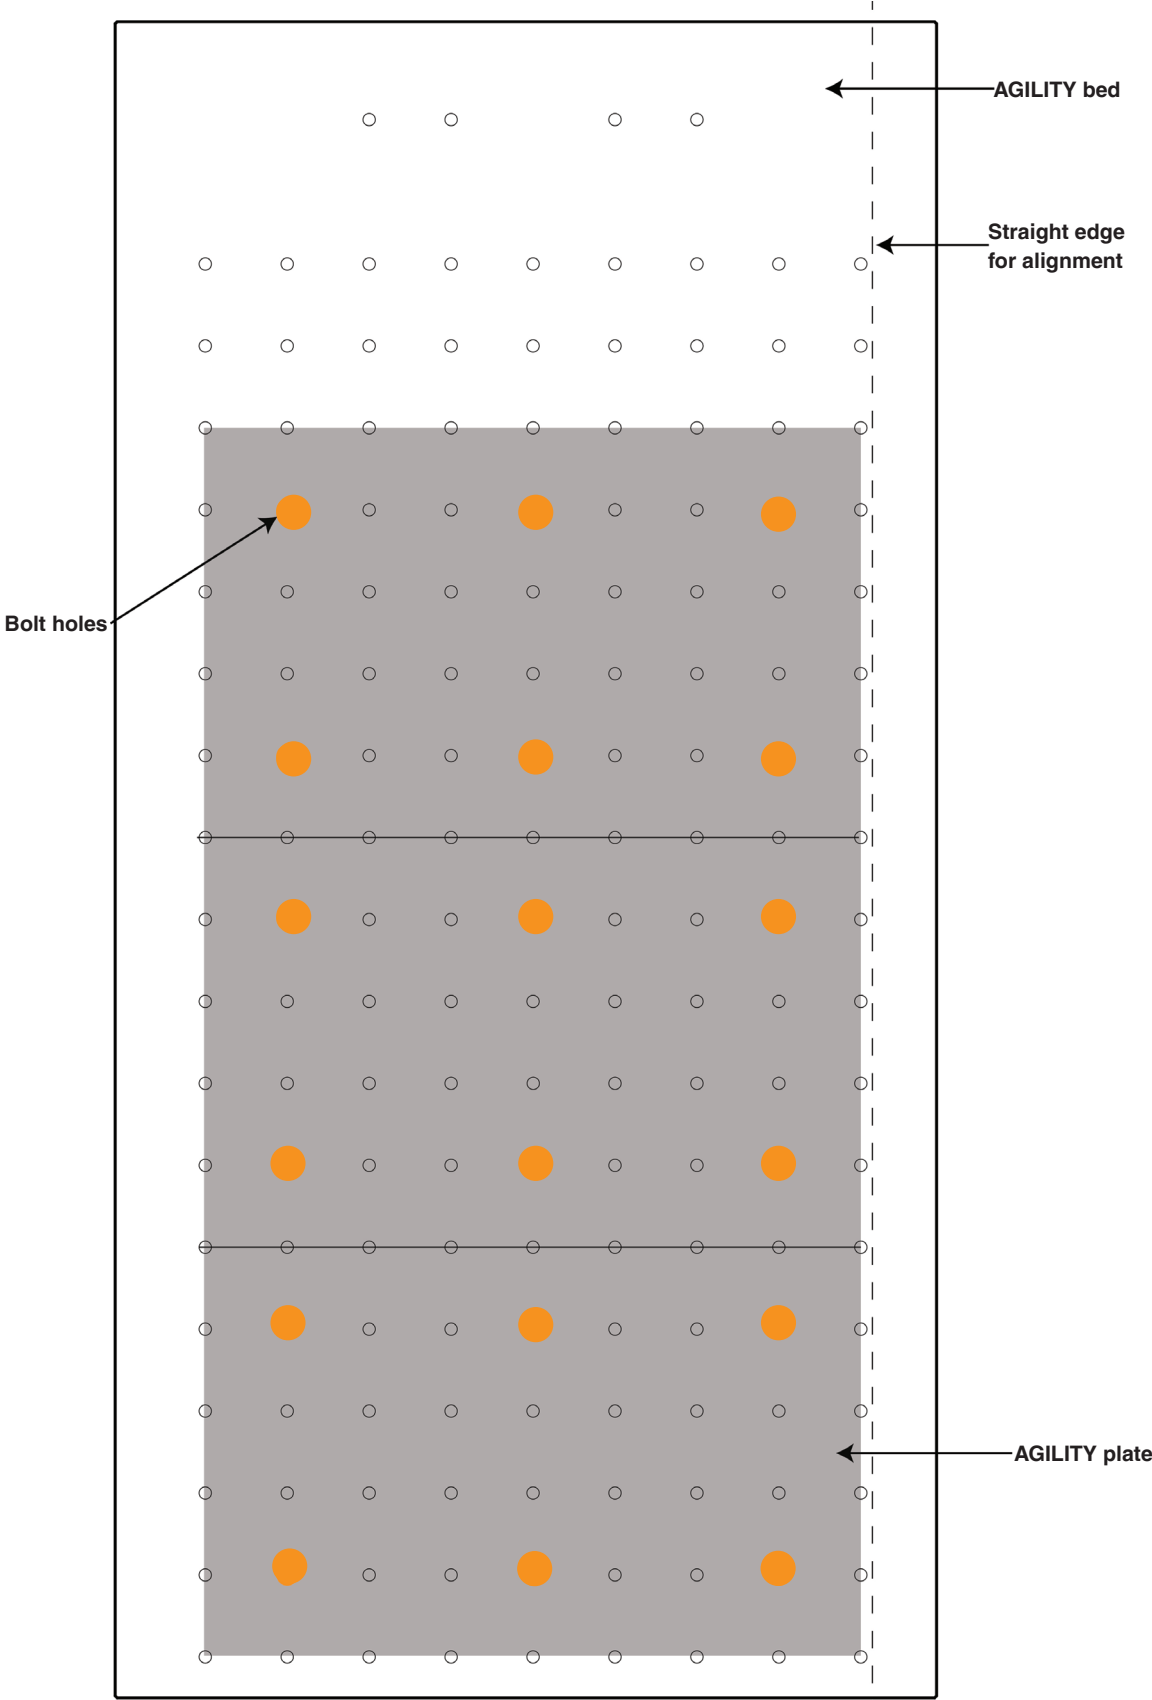 AGILITY bed
Straight edge
for alignment
Bolt holes
AGILITY plate